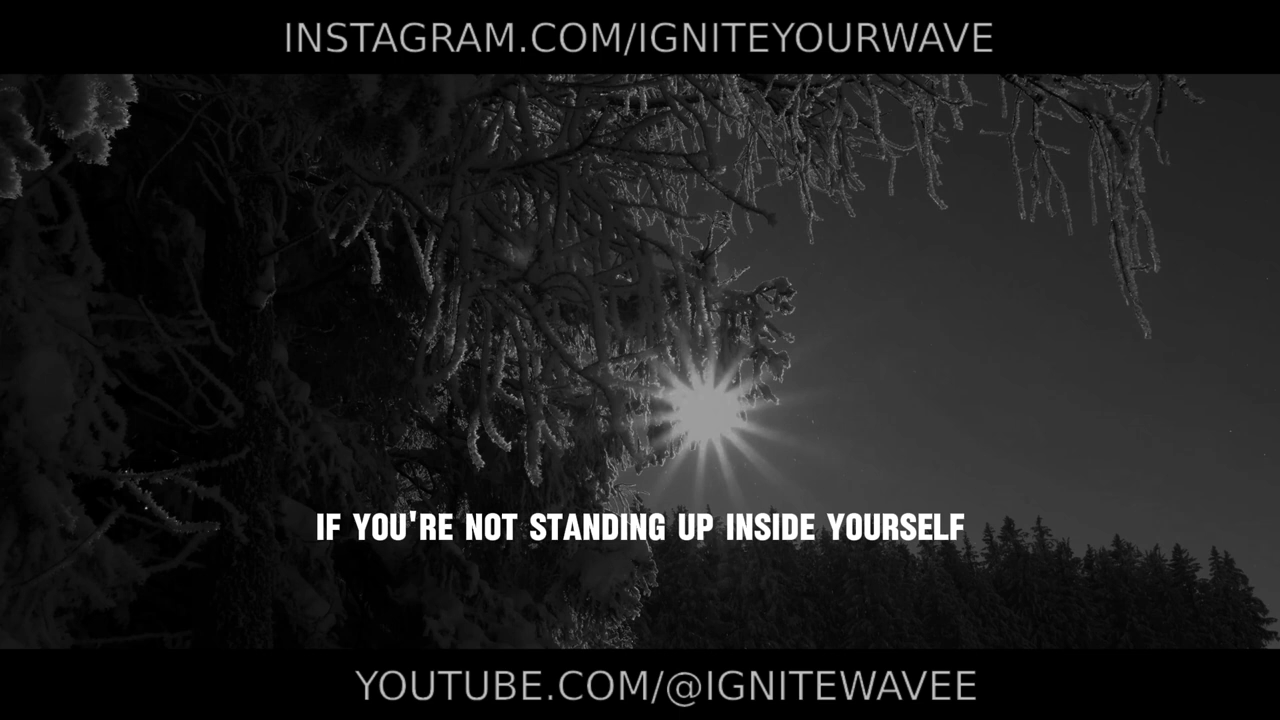 INSTAGRAM.COM/IGNITEYOURWAVE
IF YOU'RE NOT STANDING UP INSIDE YOURSELF
YOUTUBE.COM/@IGNITEWAVEE